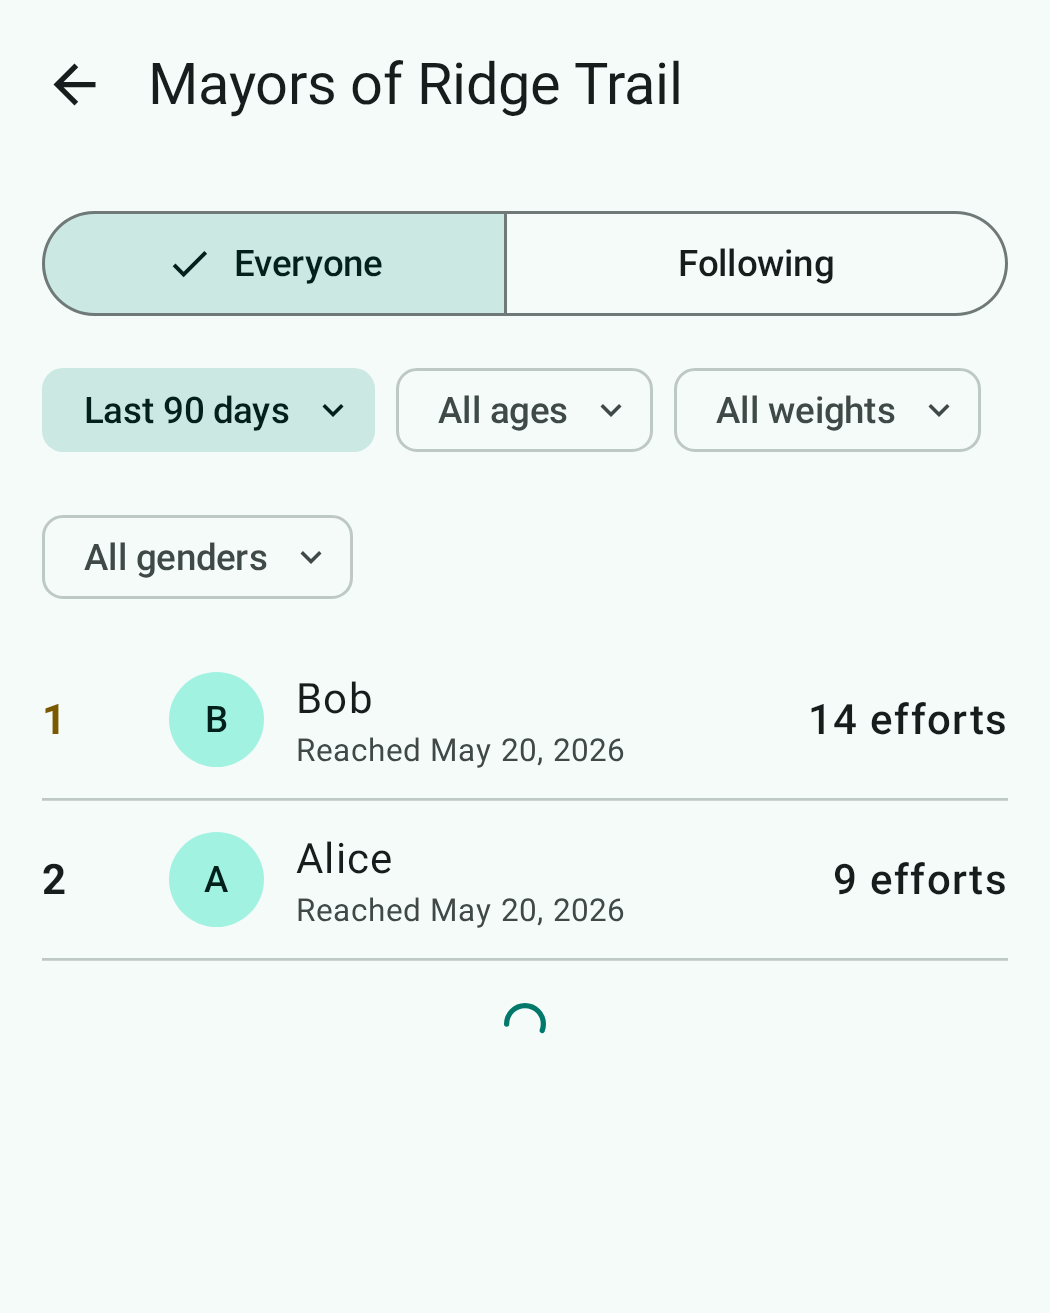 Mayors of Ridge Trail
Everyone Following
Last 90 days All ages All weights
All genders
1 B Bob 14 efforts
Reached May 20, 2026
2 A Alice 9 efforts
Reached May 20, 2026